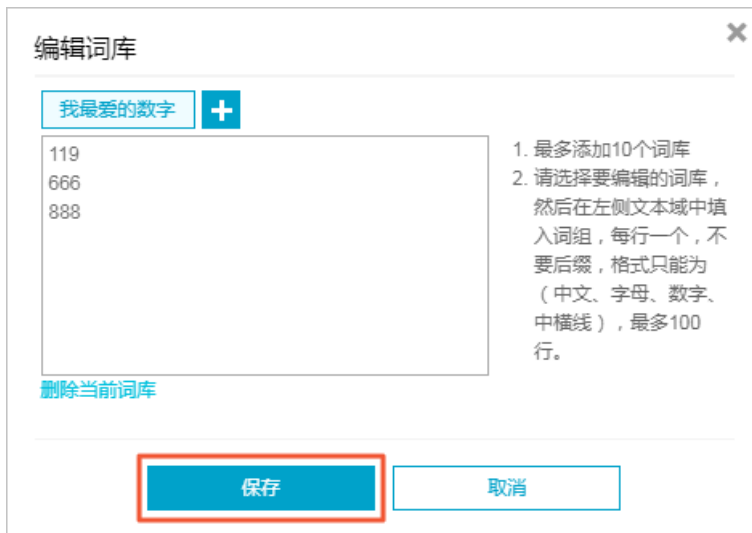 编辑词库
我最爱的数字
119
666
888
1. 最多添加10个词库
2. 请选择要编辑的词库，
然后在左侧文本域中填
入词组，每行一个，不
要后缀，格式只能为
（中文、字母、数字、
中横线），最多100
行。
删除当前词库
保存
取消